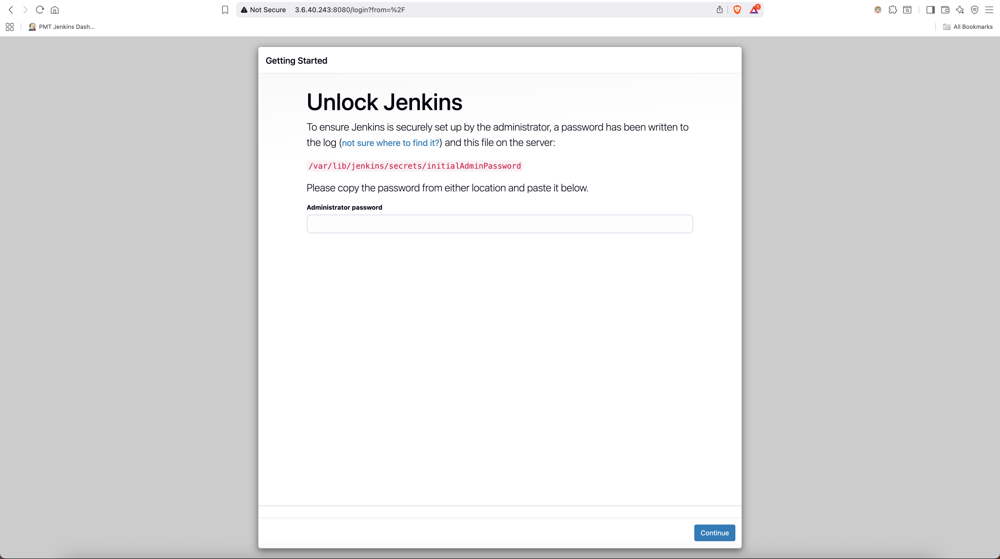 Not Secure 3.6.40.243:8080/login?from=%2F
1
PMT Jenkins Dash...
All Bookmarks
Getting Started
Unlock Jenkins
To ensure Jenkins is securely set up by the administrator, a password has been written to
the log (not sure where to find it?) and this file on the server:
/var/lib/jenkins/secrets/initialAdminPassword
Please copy the password from either location and paste it below.
Administrator password
Continue